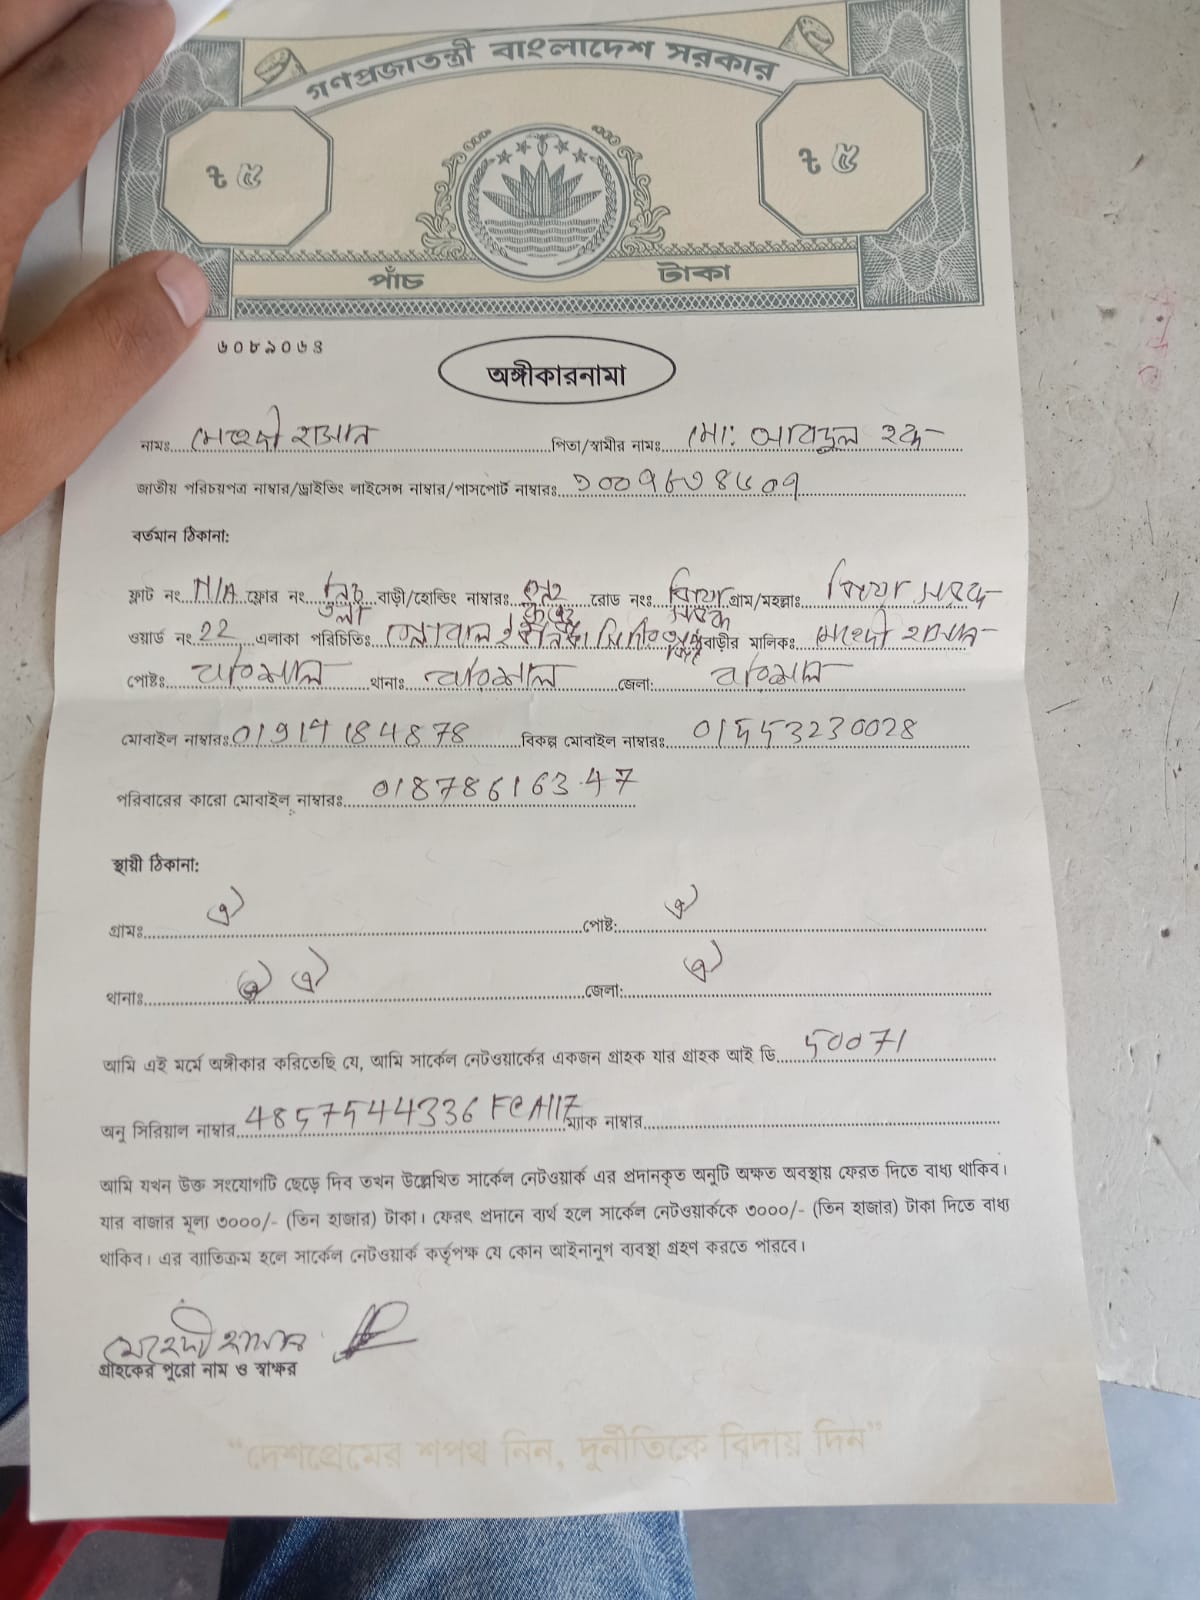 গণপ্রজাতন্ত্রী বাংলাদেশ সরকার
ট ৫ ট ৫
পাঁচ টাকা
৬০৮৯০৬৪
অঙ্গীকারনামা
নামঃ মেহেদী হাসান পিতা/স্বামীর নামঃ মো: আবদুল হক
জাতীয় পরিচয়পত্র নাম্বার/ড্রাইভিং লাইসেন্স নাম্বার/পাসপোর্ট নাম্বারঃ
বর্তমান ঠিকানা:
ফ্লাট নং N/A ফ্লোর নং নিচ তলা বাড়ী/হোল্ডিং নাম্বারঃ রোড নংঃ সড়ক গ্রাম/মহল্লাঃ সড়ক
ওয়ার্ড নং 22 এলাকা পরিচিতিঃ বাড়ীর মালিকঃ মেহেদী হাসান
পোষ্টঃ বরিশাল থানাঃ বরিশাল জেলা: বরিশাল
মোবাইল নাম্বারঃ 01914184878 বিকল্প মোবাইল নাম্বারঃ 01553230028
পরিবারের কারো মোবাইল নাম্বারঃ 01878616347
স্থায়ী ঠিকানা:
গ্রামঃ ঐ পোষ্ট: ঐ
থানাঃ ঐ জেলা: ঐ
আমি এই মর্মে অঙ্গীকার করিতেছি যে, আমি সার্কেল নেটওয়ার্কের একজন গ্রাহক যার গ্রাহক আই ডি 50071
অনু সিরিয়াল নাম্বার 4857544336FCA117 ম্যাক নাম্বার
আমি যখন উক্ত সংযোগটি ছেড়ে দিব তখন উল্লেখিত সার্কেল নেটওয়ার্ক এর প্রদানকৃত অনুটি অক্ষত অবস্থায় ফেরত দিতে বাধ্য থাকিব।
যার বাজার মূল্য ৩০০০/- (তিন হাজার) টাকা। ফেরৎ প্রদানে ব্যর্থ হলে সার্কেল নেটওয়ার্ককে ৩০০০/- (তিন হাজার) টাকা দিতে বাধ্য
থাকিব। এর ব্যাতিক্রম হলে সার্কেল নেটওয়ার্ক কর্তৃপক্ষ যে কোন আইনানুগ ব্যবস্থা গ্রহণ করতে পারবে।
মেহেদী হাসান
গ্রাহকের পুরো নাম ও স্বাক্ষর
“দেশপ্রেমের শপথ নিন, দুর্নীতিকে বিদায় দিন”